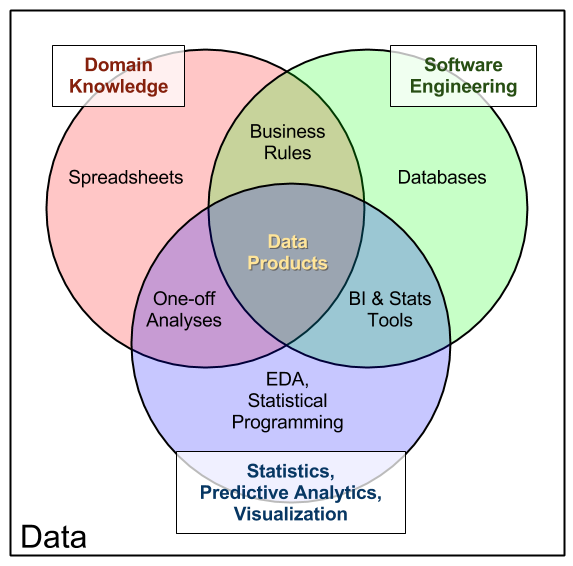 Domain
Knowledge
Software
Engineering
Business
Rules
Spreadsheets
Databases
Data
Products
One-off
Analyses
BI & Stats
Tools
EDA,
Statistical
Programming
Statistics,
Predictive Analytics,
Visualization
Data